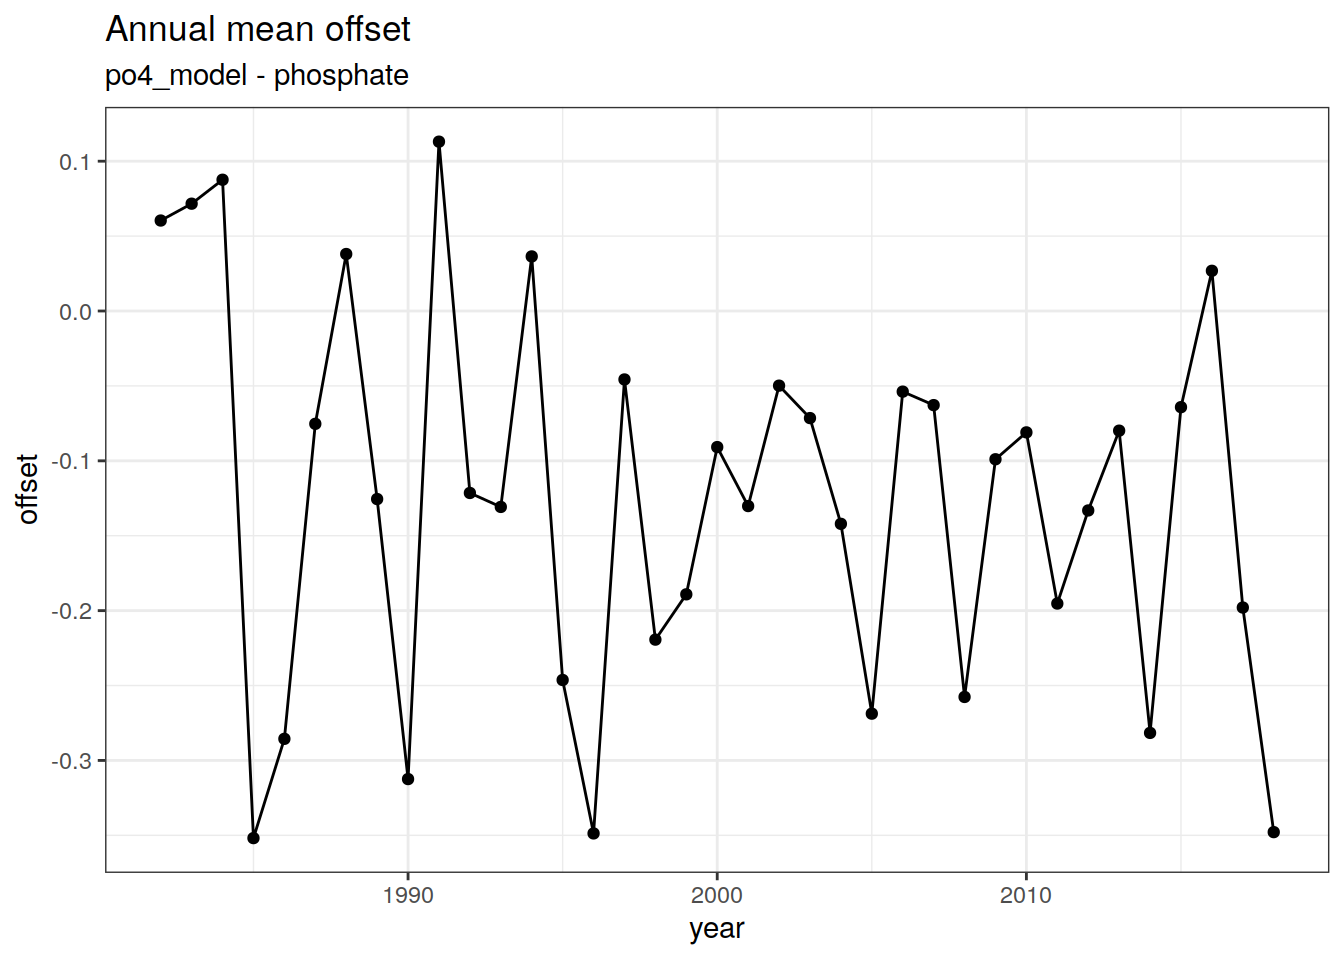 Annual mean offset
po4_model - phosphate
0.1
0.0
-0.1
-0.2
-0.3
offset
1990 2000 2010
year